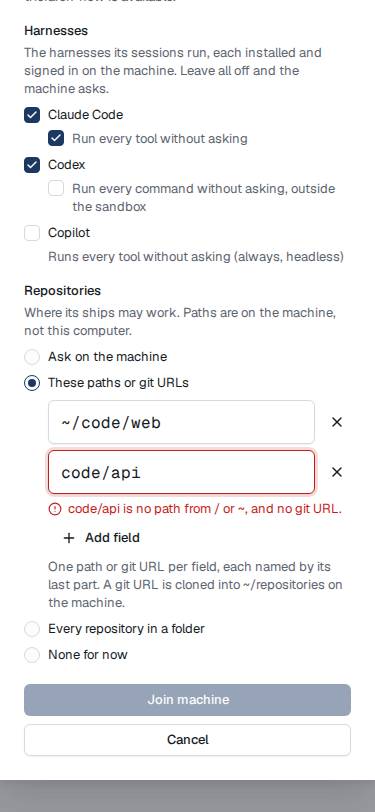 Harnesses
The harnesses its sessions run, each installed and
signed in on the machine. Leave all off and the
machine asks.
Claude Code
Run every tool without asking
Codex
Run every command without asking, outside
the sandbox
Copilot
Runs every tool without asking (always, headless)
Repositories
Where its ships may work. Paths are on the machine,
not this computer.
Ask on the machine
These paths or git URLs
~/code/web
code/api
code/api is no path from / or ~, and no git URL.
Add field
One path or git URL per field, each named by its
last part. A git URL is cloned into ~/repositories on
the machine.
Every repository in a folder
None for now
Join machine
Cancel